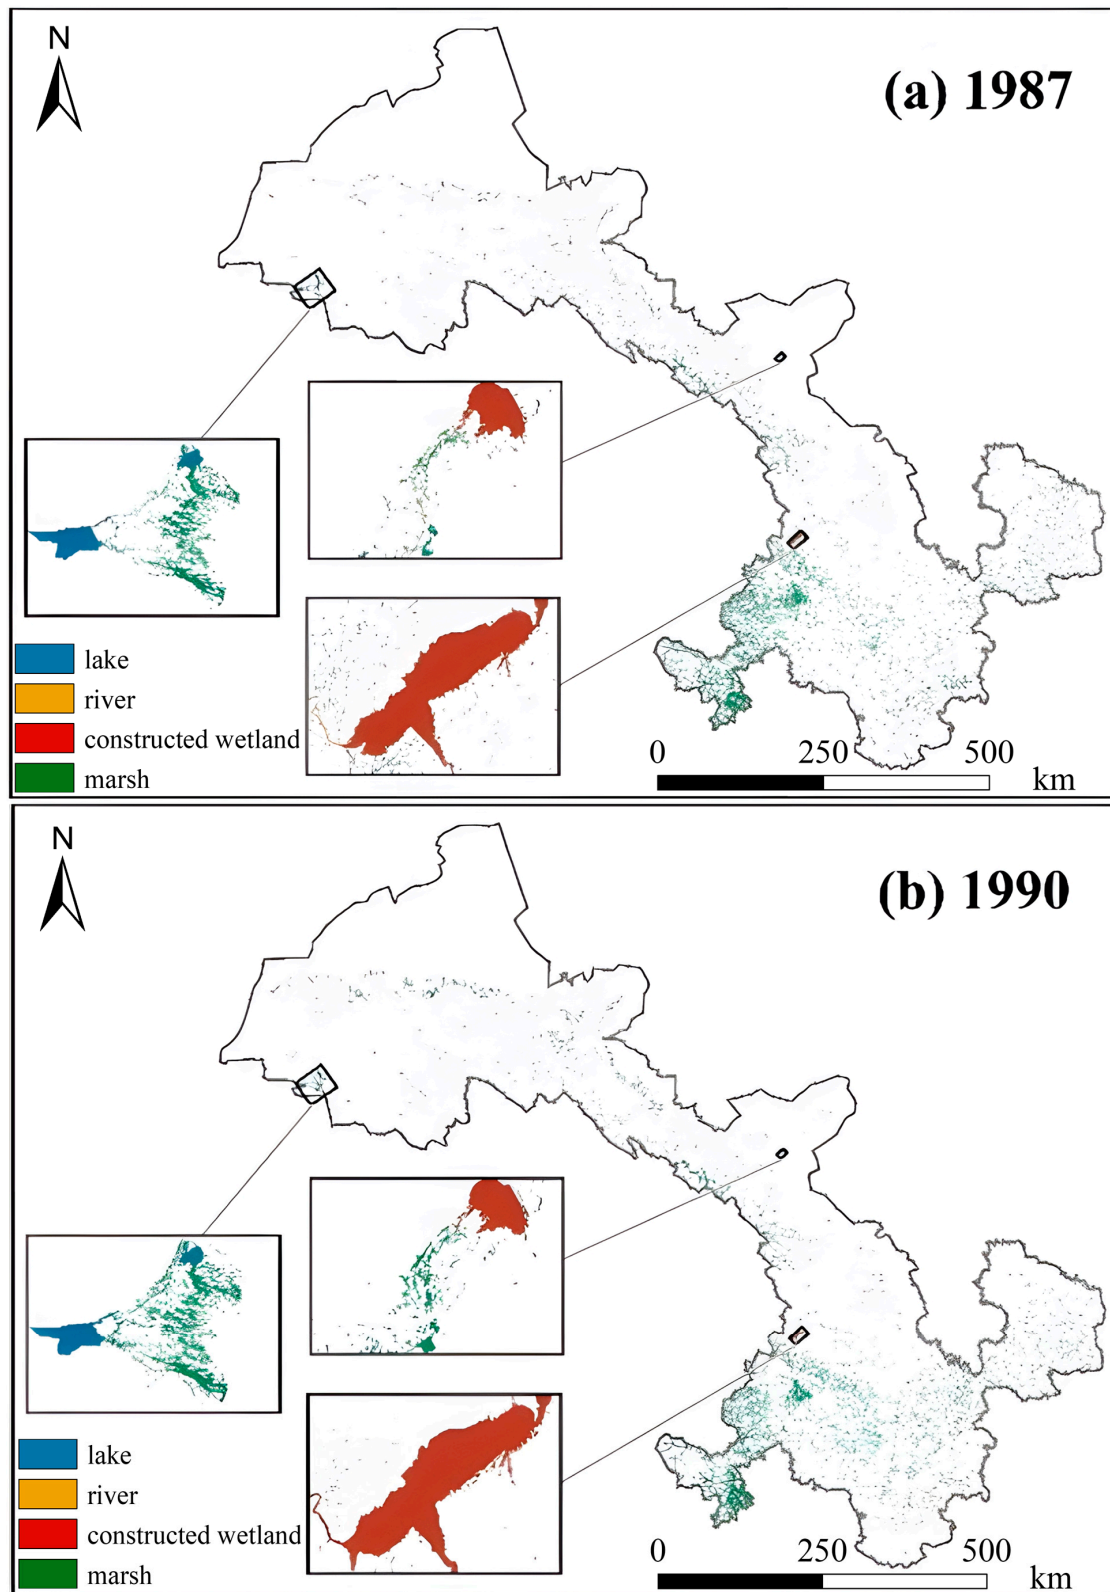 N
(a) 1987
lake
river
constructed wetland
marsh
0 250 500
km
N
(b) 1990
lake
river
constructed wetland
marsh
0 250 500
km